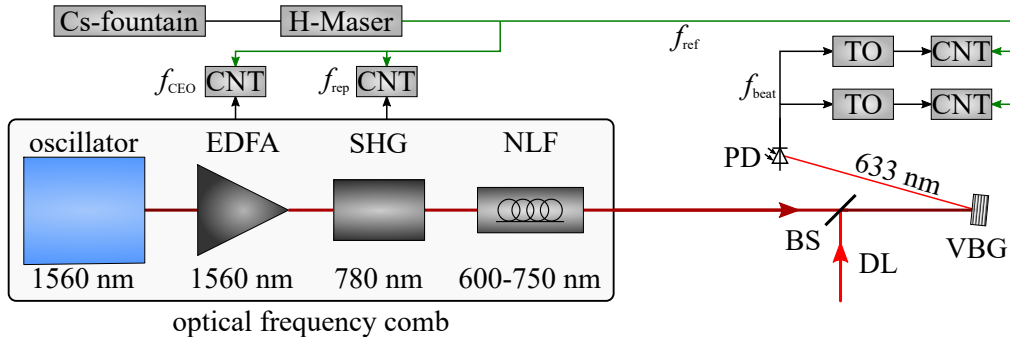 Cs-fountain H-Maser
f_ref
f_CEO CNT f_rep CNT
TO CNT
f_beat
TO CNT
oscillator EDFA SHG NLF
PD 633 nm
BS DL VBG
1560 nm 1560 nm 780 nm 600-750 nm
optical frequency comb